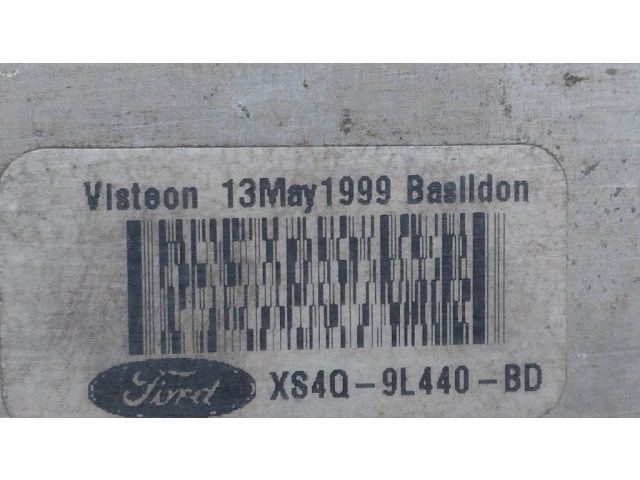 Visteon 13May1999 Basildon
Ford XS4Q-9L440-BD